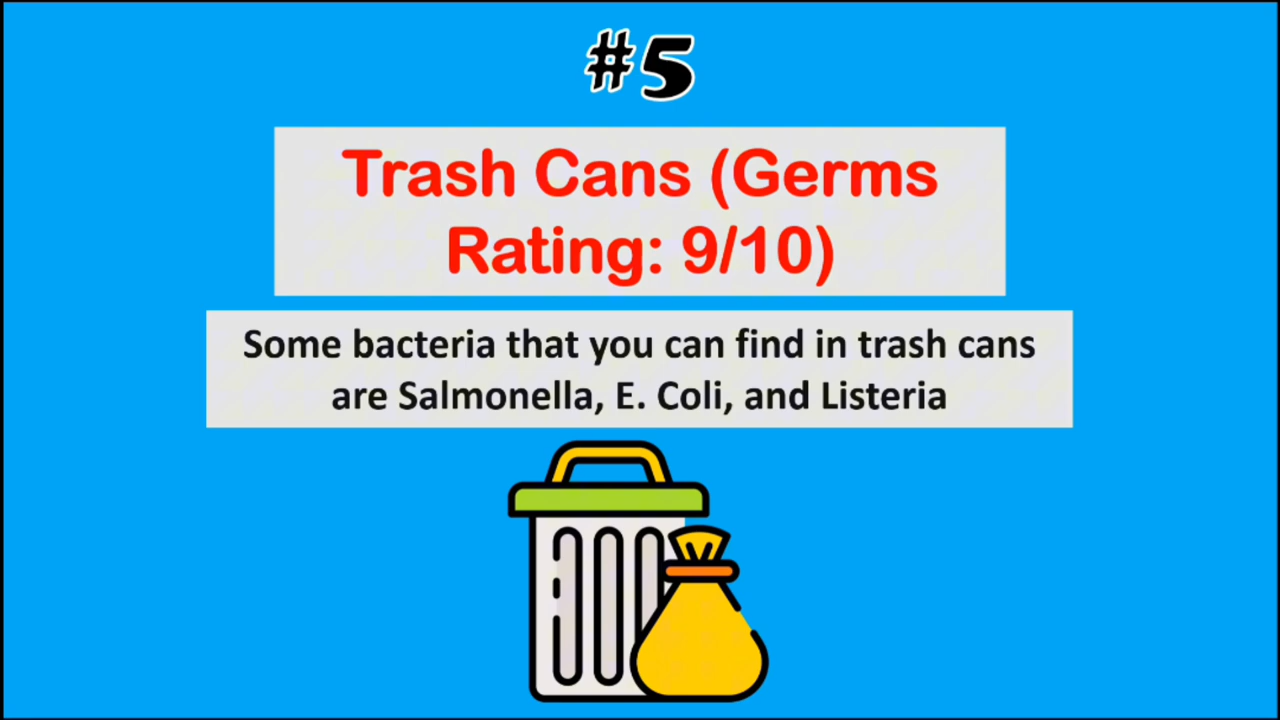 #5
Trash Cans (Germs
Rating: 9/10)
Some bacteria that you can find in trash cans
are Salmonella, E. Coli, and Listeria